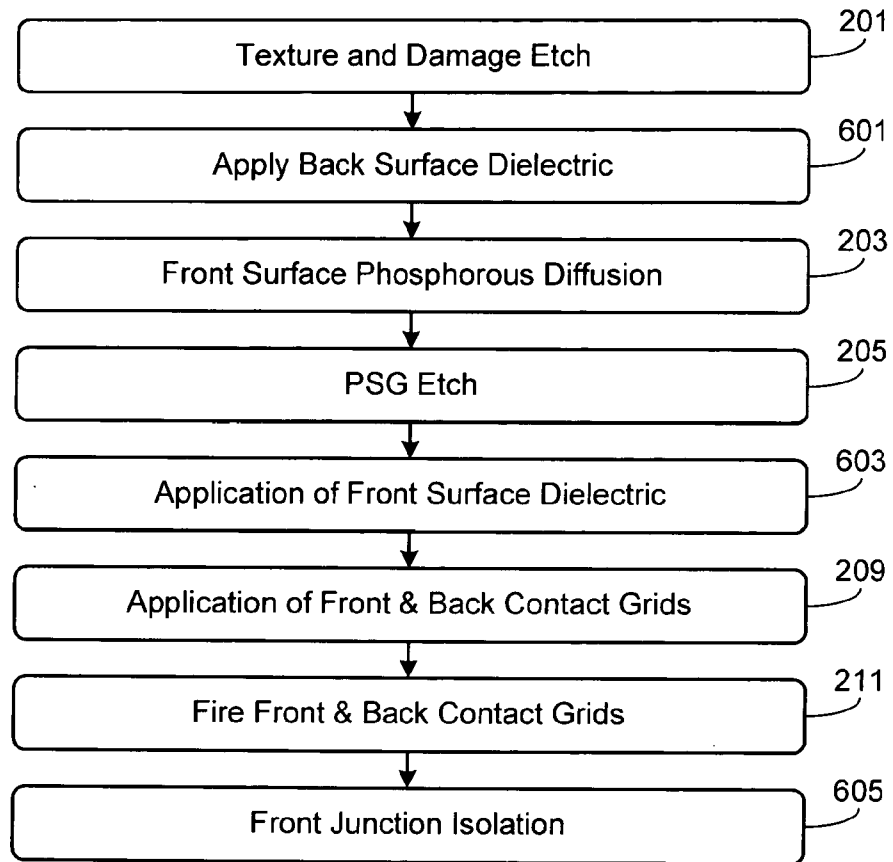 201
Texture and Damage Etch
601
Apply Back Surface Dielectric
203
Front Surface Phosphorous Diffusion
205
PSG Etch
603
Application of Front Surface Dielectric
209
Application of Front & Back Contact Grids
211
Fire Front & Back Contact Grids
605
Front Junction Isolation